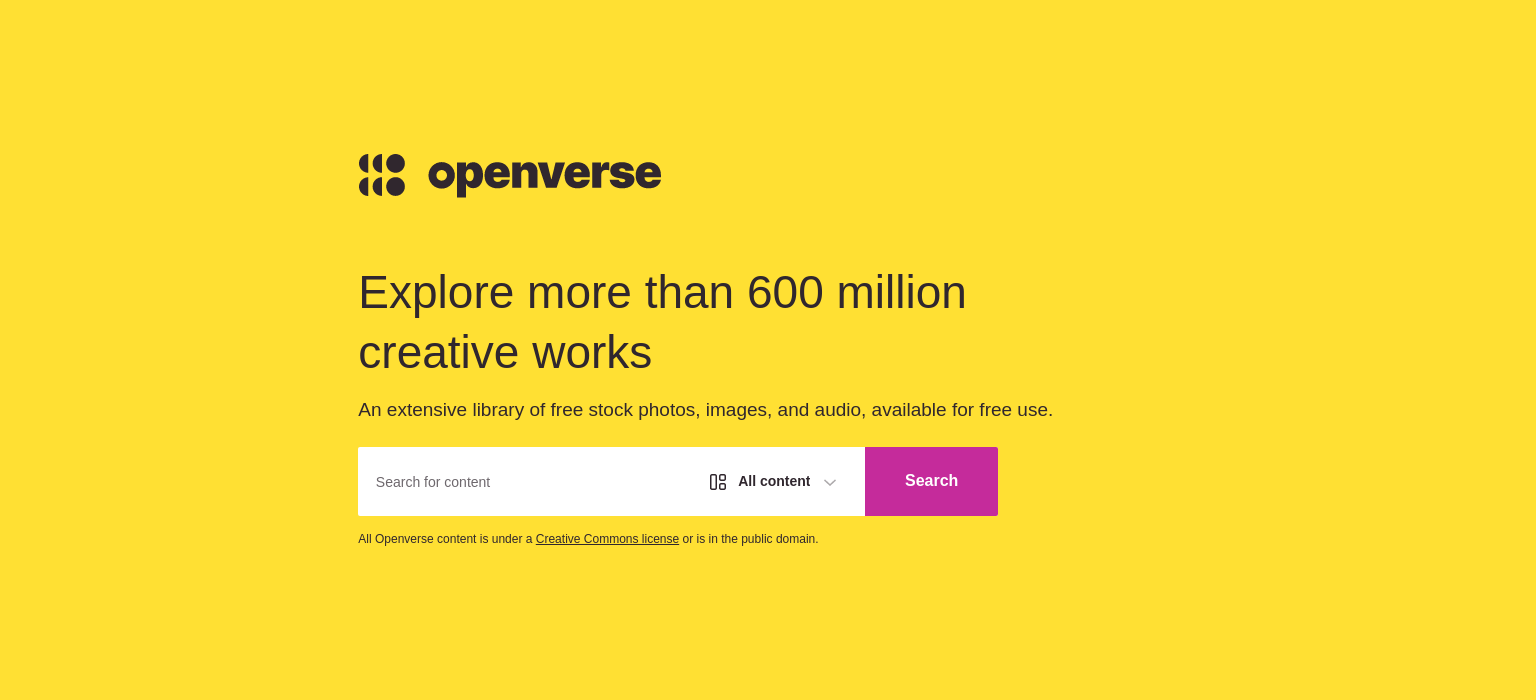 openverse
Explore more than 600 million
creative works
An extensive library of free stock photos, images, and audio, available for free use.
Search for content
All content
Search
All Openverse content is under a Creative Commons license or is in the public domain.